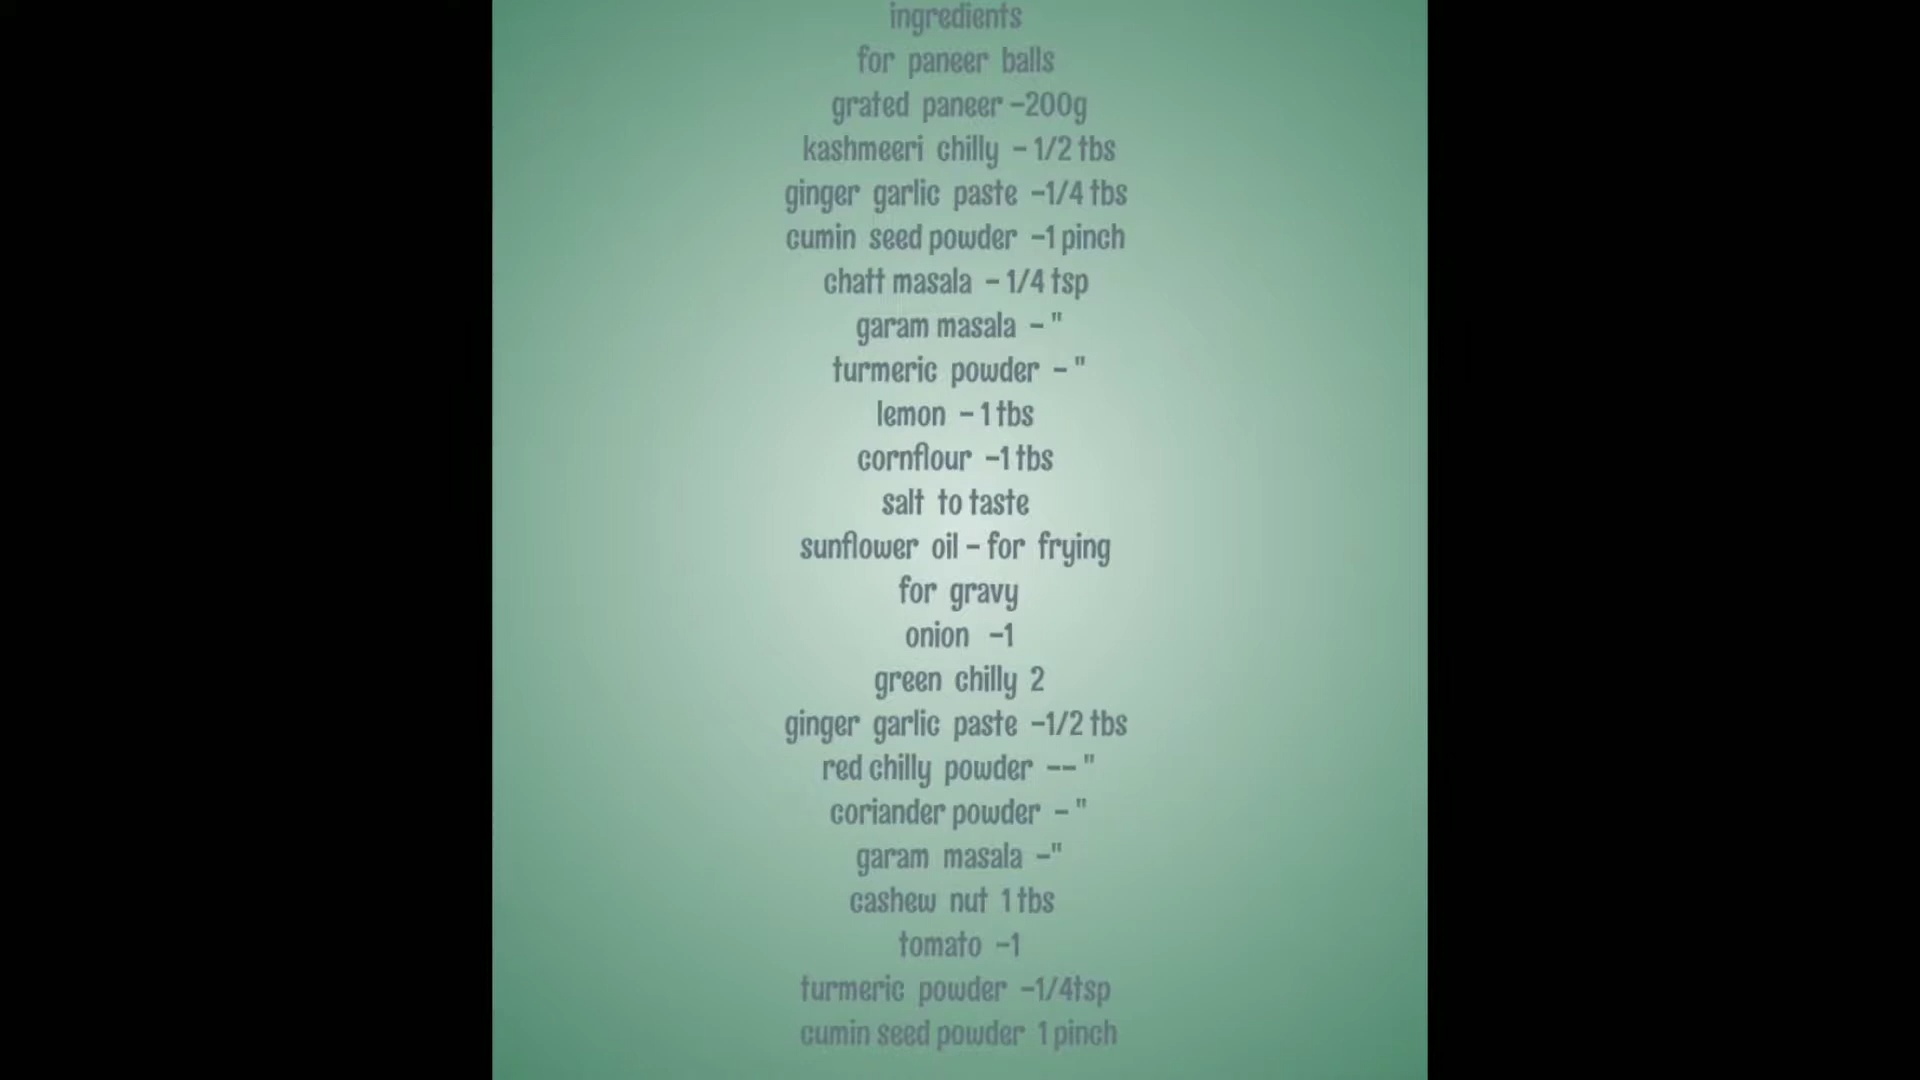 ingredients
for paneer balls
grated paneer -200g
kashmeeri chilly - 1/2 tbs
ginger garlic paste -1/4 tbs
cumin seed powder -1 pinch
chatt masala - 1/4 tsp
garam masala - "
turmeric powder - "
lemon - 1 tbs
cornflour -1 tbs
salt to taste
sunflower oil - for frying
for gravy
onion -1
green chilly 2
ginger garlic paste -1/2 tbs
red chilly powder -- "
coriander powder - "
garam masala -"
cashew nut 1 tbs
tomato -1
turmeric powder -1/4tsp
cumin seed powder 1 pinch